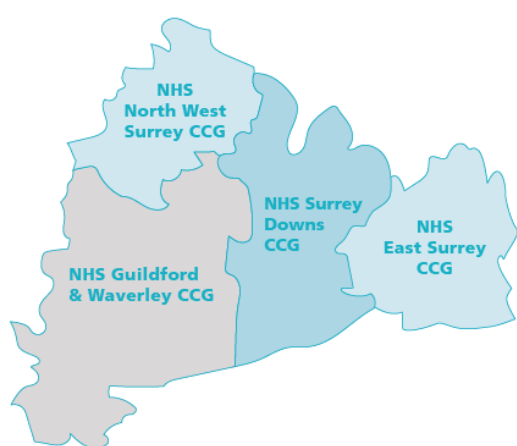 NHS
North West
Surrey CCG
NHS Surrey
Downs
CCG
NHS
East Surrey
CCG
NHS Guildford
& Waverley CCG